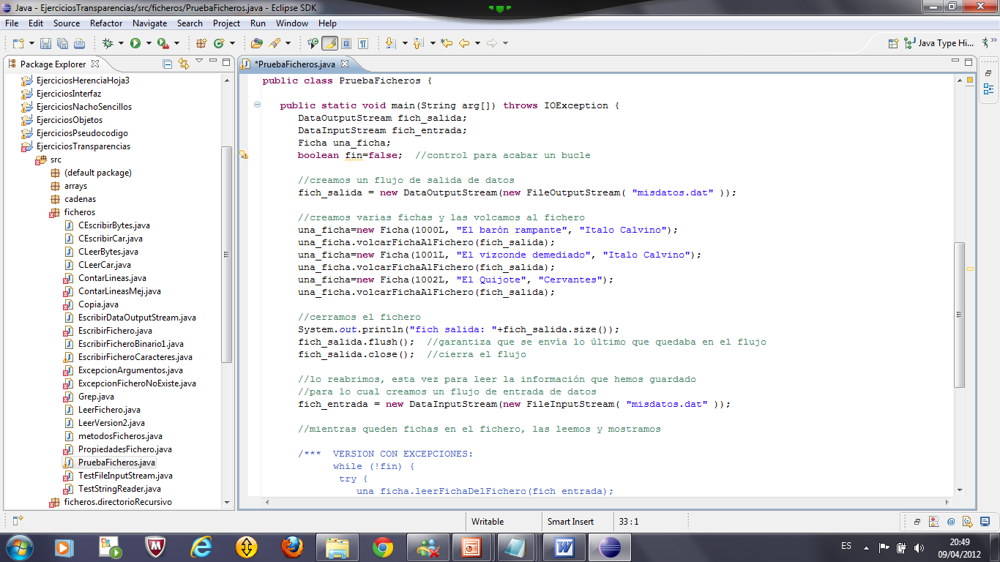 Java - EjerciciosTransparencias/src/ficheros/PruebaFicheros.java - Eclipse SDK
File Edit Source Refactor Navigate Search Project Run Window Help
Java Type Hi...
Package Explorer
EjerciciosHerenciaHoja3
EjerciciosInterfaz
EjerciciosNachoSencillos
EjerciciosObjetos
EjerciciosPseudocodigo
EjerciciosTransparencias
src
(default package)
arrays
cadenas
ficheros
CEscribirBytes.java
CEscribirCar.java
CLeerBytes.java
CLeerCar.java
ContarLineas.java
ContarLineasMej.java
Copia.java
EscribirDataOutputStream.java
EscribirFichero.java
EscribirFicheroBinario1.java
EscribirFicheroCaracteres.java
ExcepcionArgumentos.java
ExcepcionFicheroNoExiste.java
Grep.java
LeerFichero.java
LeerVersion2.java
metodosFicheros.java
PropiedadesFichero.java
PruebaFicheros.java
TestFileInputStream.java
TestStringReader.java
ficheros.directorioRecursivo
*PruebaFicheros.java
public class PruebaFicheros {
public static void main(String arg[]) throws IOException {
DataOutputStream fich_salida;
DataInputStream fich_entrada;
Ficha una_ficha;
boolean fin=false; //control para acabar un bucle
//creamos un flujo de salida de datos
fich_salida = new DataOutputStream(new FileOutputStream( "misdatos.dat" ));
//creamos varias fichas y las volcamos al fichero
una_ficha=new Ficha(1000L, "El barón rampante", "Italo Calvino");
una_ficha.volcarFichaAlFichero(fich_salida);
una_ficha=new Ficha(1001L, "El vizconde demediado", "Italo Calvino");
una_ficha.volcarFichaAlFichero(fich_salida);
una_ficha=new Ficha(1002L, "El Quijote", "Cervantes");
una_ficha.volcarFichaAlFichero(fich_salida);
//cerramos el fichero
System.out.println("fich salida: "+fich_salida.size());
fich_salida.flush(); //garantiza que se envía lo último que quedaba en el flujo
fich_salida.close(); //cierra el flujo
//lo reabrimos, esta vez para leer la información que hemos guardado
//para lo cual creamos un flujo de entrada de datos
fich_entrada = new DataInputStream(new FileInputStream( "misdatos.dat" ));
//mientras queden fichas en el fichero, las leemos y mostramos
/*** VERSION CON EXCEPCIONES:
while (!fin) {
try {
una_ficha.leerFichaDelFichero(fich_entrada);
Writable
Smart Insert
33 : 1
ES
20:49
09/04/2012